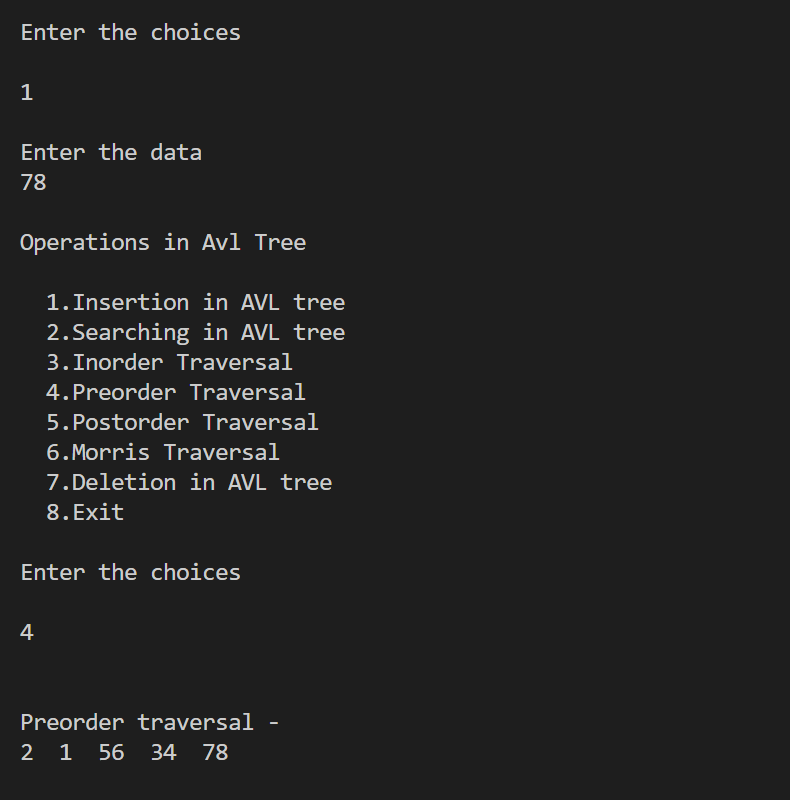 Enter the choices
1
Enter the data
78
Operations in Avl Tree
1.Insertion in AVL tree
2.Searching in AVL tree
3.Inorder Traversal
4.Preorder Traversal
5.Postorder Traversal
6.Morris Traversal
7.Deletion in AVL tree
8.Exit
Enter the choices
4
Preorder traversal -
2  1  56  34  78